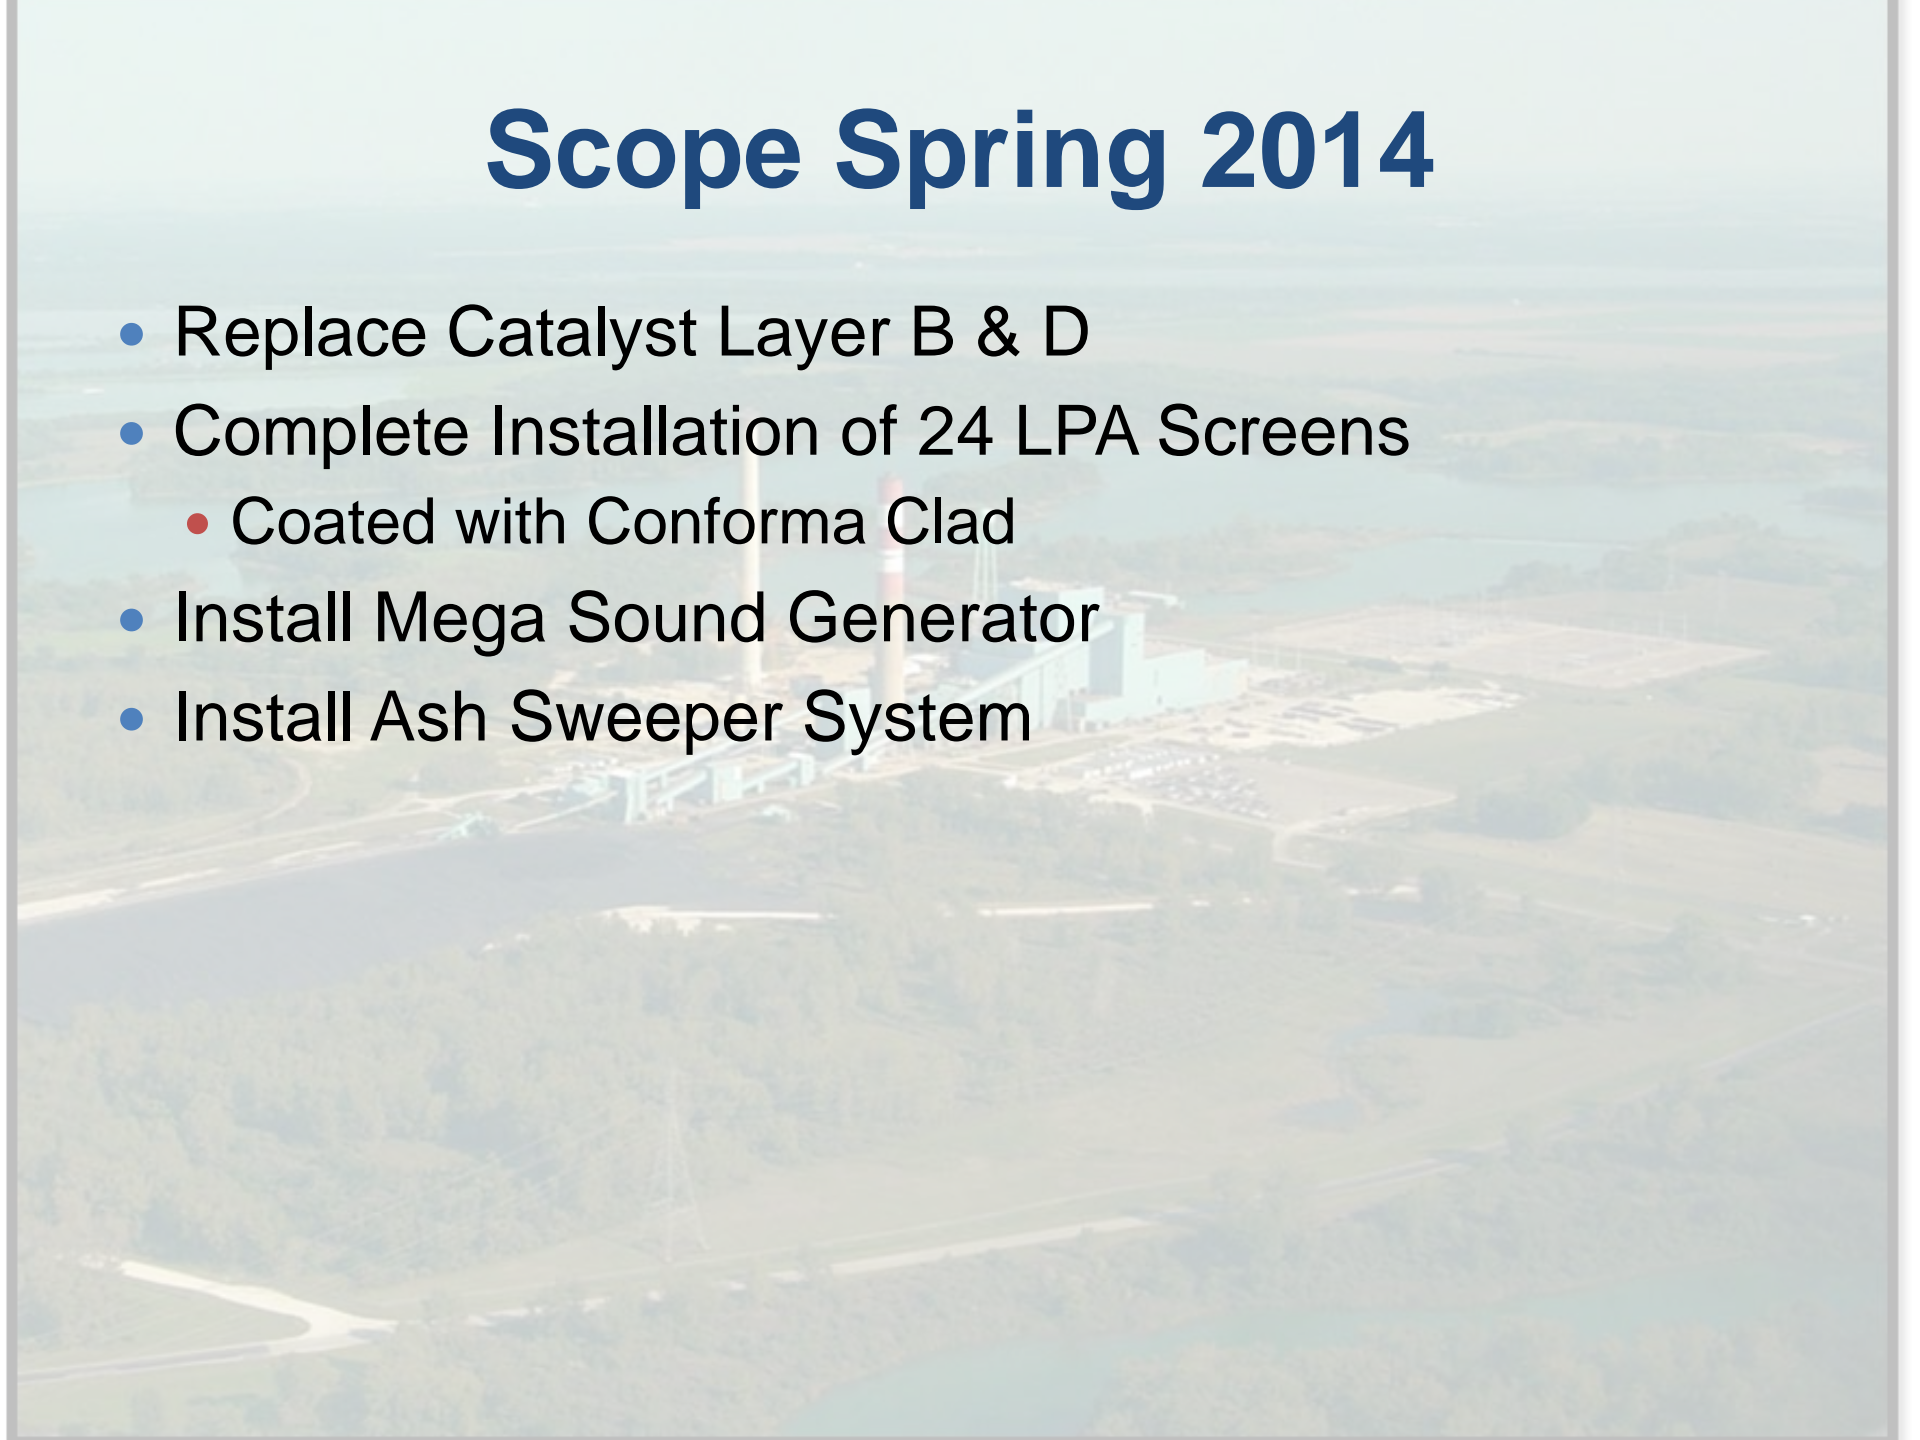 Scope Spring 2014
Replace Catalyst Layer B & D
Complete Installation of 24 LPA Screens
Coated with Conforma Clad
Install Mega Sound Generator
Install Ash Sweeper System